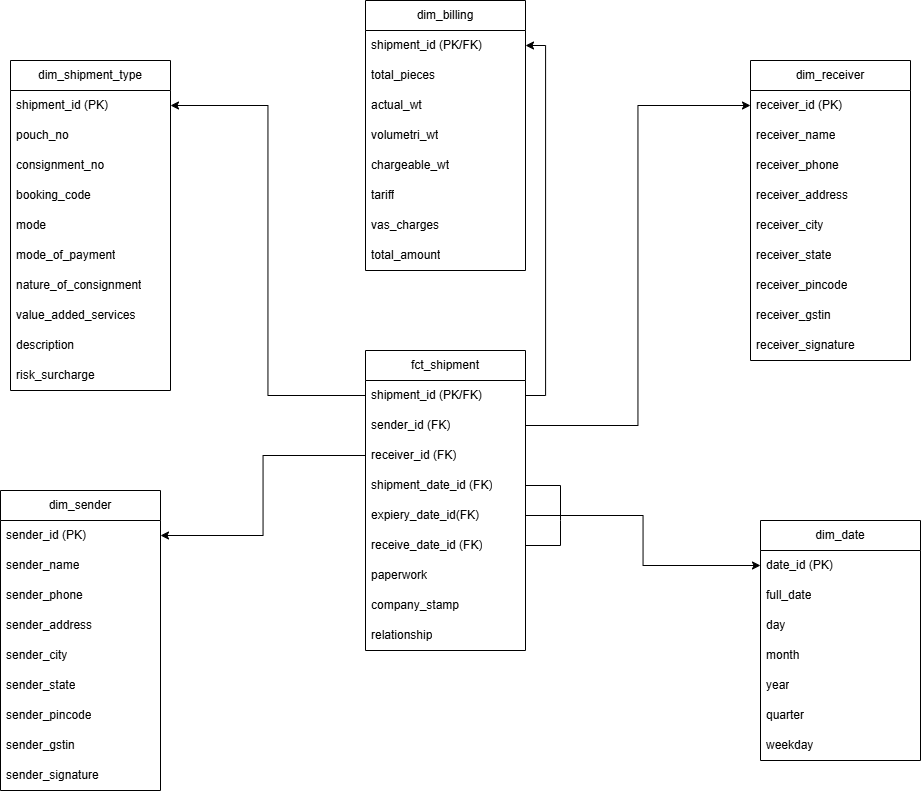 dim_billing
shipment_id (PK/FK)
total_pieces
actual_wt
volumetri_wt
chargeable_wt
tariff
vas_charges
total_amount
dim_shipment_type
shipment_id (PK)
pouch_no
consignment_no
booking_code
mode
mode_of_payment
nature_of_consignment
value_added_services
description
risk_surcharge
dim_receiver
receiver_id (PK)
receiver_name
receiver_phone
receiver_address
receiver_city
receiver_state
receiver_pincode
receiver_gstin
receiver_signature
fct_shipment
shipment_id (PK/FK)
sender_id (FK)
receiver_id (FK)
shipment_date_id (FK)
expiery_date_id(FK)
receive_date_id (FK)
paperwork
company_stamp
relationship
dim_sender
sender_id (PK)
sender_name
sender_phone
sender_address
sender_city
sender_state
sender_pincode
sender_gstin
sender_signature
dim_date
date_id (PK)
full_date
day
month
year
quarter
weekday